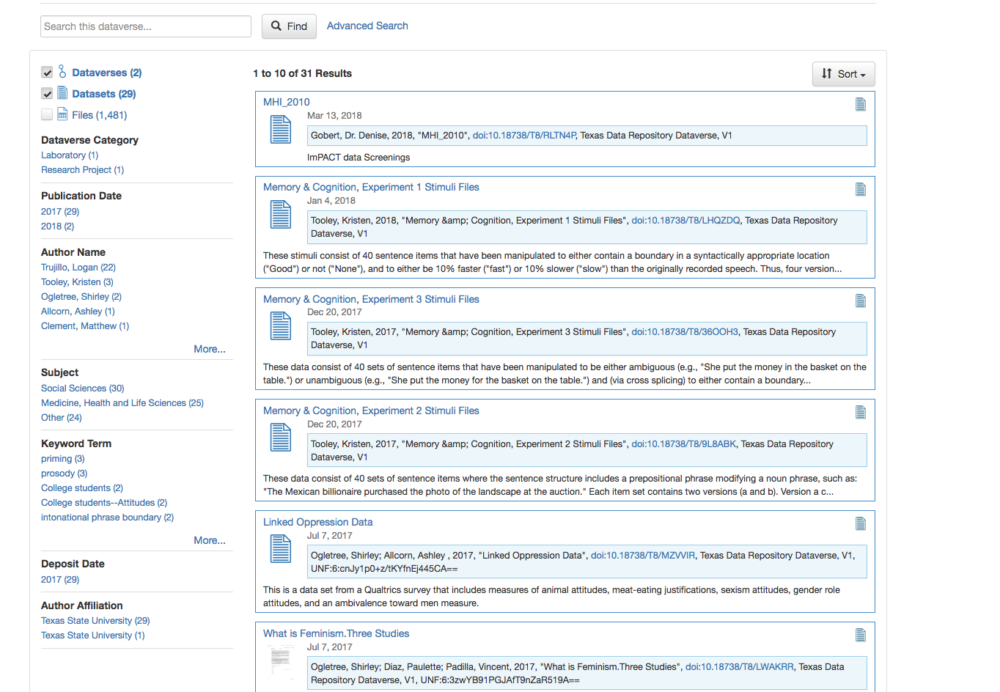 Search this dataverse...
Find
Advanced Search
Dataverses (2)
Datasets (29)
Files (1,481)
Dataverse Category
Laboratory (1)
Research Project (1)
Publication Date
2017 (29)
2018 (2)
Author Name
Trujillo, Logan (22)
Tooley, Kristen (3)
Ogletree, Shirley (2)
Allcorn, Ashley (1)
Clement, Matthew (1)
More...
Subject
Social Sciences (30)
Medicine, Health and Life Sciences (25)
Other (24)
Keyword Term
priming (3)
prosody (3)
College students (2)
College students--Attitudes (2)
intonational phrase boundary (2)
More...
Deposit Date
2017 (29)
Author Affiliation
Texas State University (29)
Texas State University (1)
1 to 10 of 31 Results
Sort
MHI_2010
Mar 13, 2018
Gobert, Dr. Denise, 2018, "MHI_2010", doi:10.18738/T8/RLTN4P, Texas Data Repository Dataverse, V1
ImPACT data Screenings
Memory & Cognition, Experiment 1 Stimuli Files
Jan 4, 2018
Tooley, Kristen, 2018, "Memory &amp; Cognition, Experiment 1 Stimuli Files", doi:10.18738/T8/LHQZDQ, Texas Data Repository
Dataverse, V1
These stimuli consist of 40 sentence items that have been manipulated to either contain a boundary in a syntactically appropriate location
("Good") or not ("None"), and to either be 10% faster ("fast") or 10% slower ("slow") than the originally recorded speech. Thus, four version...
Memory & Cognition, Experiment 3 Stimuli Files
Dec 20, 2017
Tooley, Kristen, 2017, "Memory &amp; Cognition, Experiment 3 Stimuli Files", doi:10.18738/T8/36OOH3, Texas Data Repository
Dataverse, V1
These data consist of 40 sets of sentence items that have been manipulated to be either ambiguous (e.g., "She put the money in the basket on the
table.") or unambiguous (e.g., "She put the money for the basket on the table.") and (via cross splicing) to either contain a boundary...
Memory & Cognition, Experiment 2 Stimuli Files
Dec 20, 2017
Tooley, Kristen, 2017, "Memory &amp; Cognition, Experiment 2 Stimuli Files", doi:10.18738/T8/9L8ABK, Texas Data Repository
Dataverse, V1
These data consist of 40 sets of sentence items where the sentence structure includes a prepositional phrase modifying a noun phrase, such as:
"The Mexican billionaire purchased the photo of the landscape at the auction." Each item set contains two versions (a and b). Version a c...
Linked Oppression Data
Jul 7, 2017
Ogletree, Shirley; Allcorn, Ashley , 2017, "Linked Oppression Data", doi:10.18738/T8/MZVVIR, Texas Data Repository Dataverse, V1,
UNF:6:cnJy1p0+z/tKYfnEj445CA==
This is a data set from a Qualtrics survey that includes measures of animal attitudes, meat-eating justifications, sexism attitudes, gender role
attitudes, and an ambivalence toward men measure.
What is Feminism.Three Studies
Jul 7, 2017
Ogletree, Shirley; Diaz, Paulette; Padilla, Vincent, 2017, "What is Feminism.Three Studies", doi:10.18738/T8/LWAKRR, Texas Data
Repository Dataverse, V1, UNF:6:3zwYB91PGJAfT9nZaR519A==